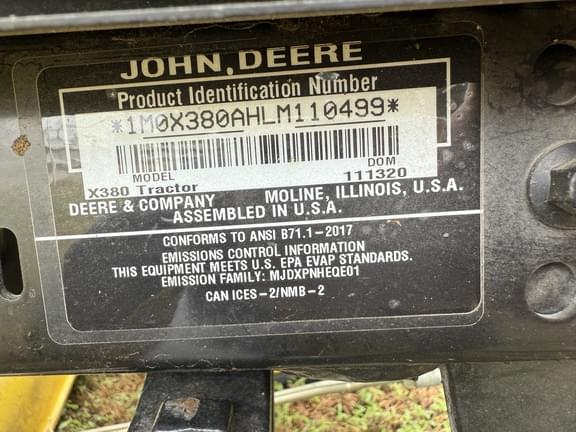 JOHN DEERE
Product Identification Number
*1M0X380AHLM110499*
MODEL DOM
X380 Tractor 111320
DEERE & COMPANY MOLINE, ILLINOIS, U.S.A.
ASSEMBLED IN U.S.A.
CONFORMS TO ANSI B71.1-2017
EMISSIONS CONTROL INFORMATION
THIS EQUIPMENT MEETS U.S. EPA EVAP STANDARDS.
EMISSION FAMILY: MJDXPNHEQE01
CAN ICES-2/NMB-2